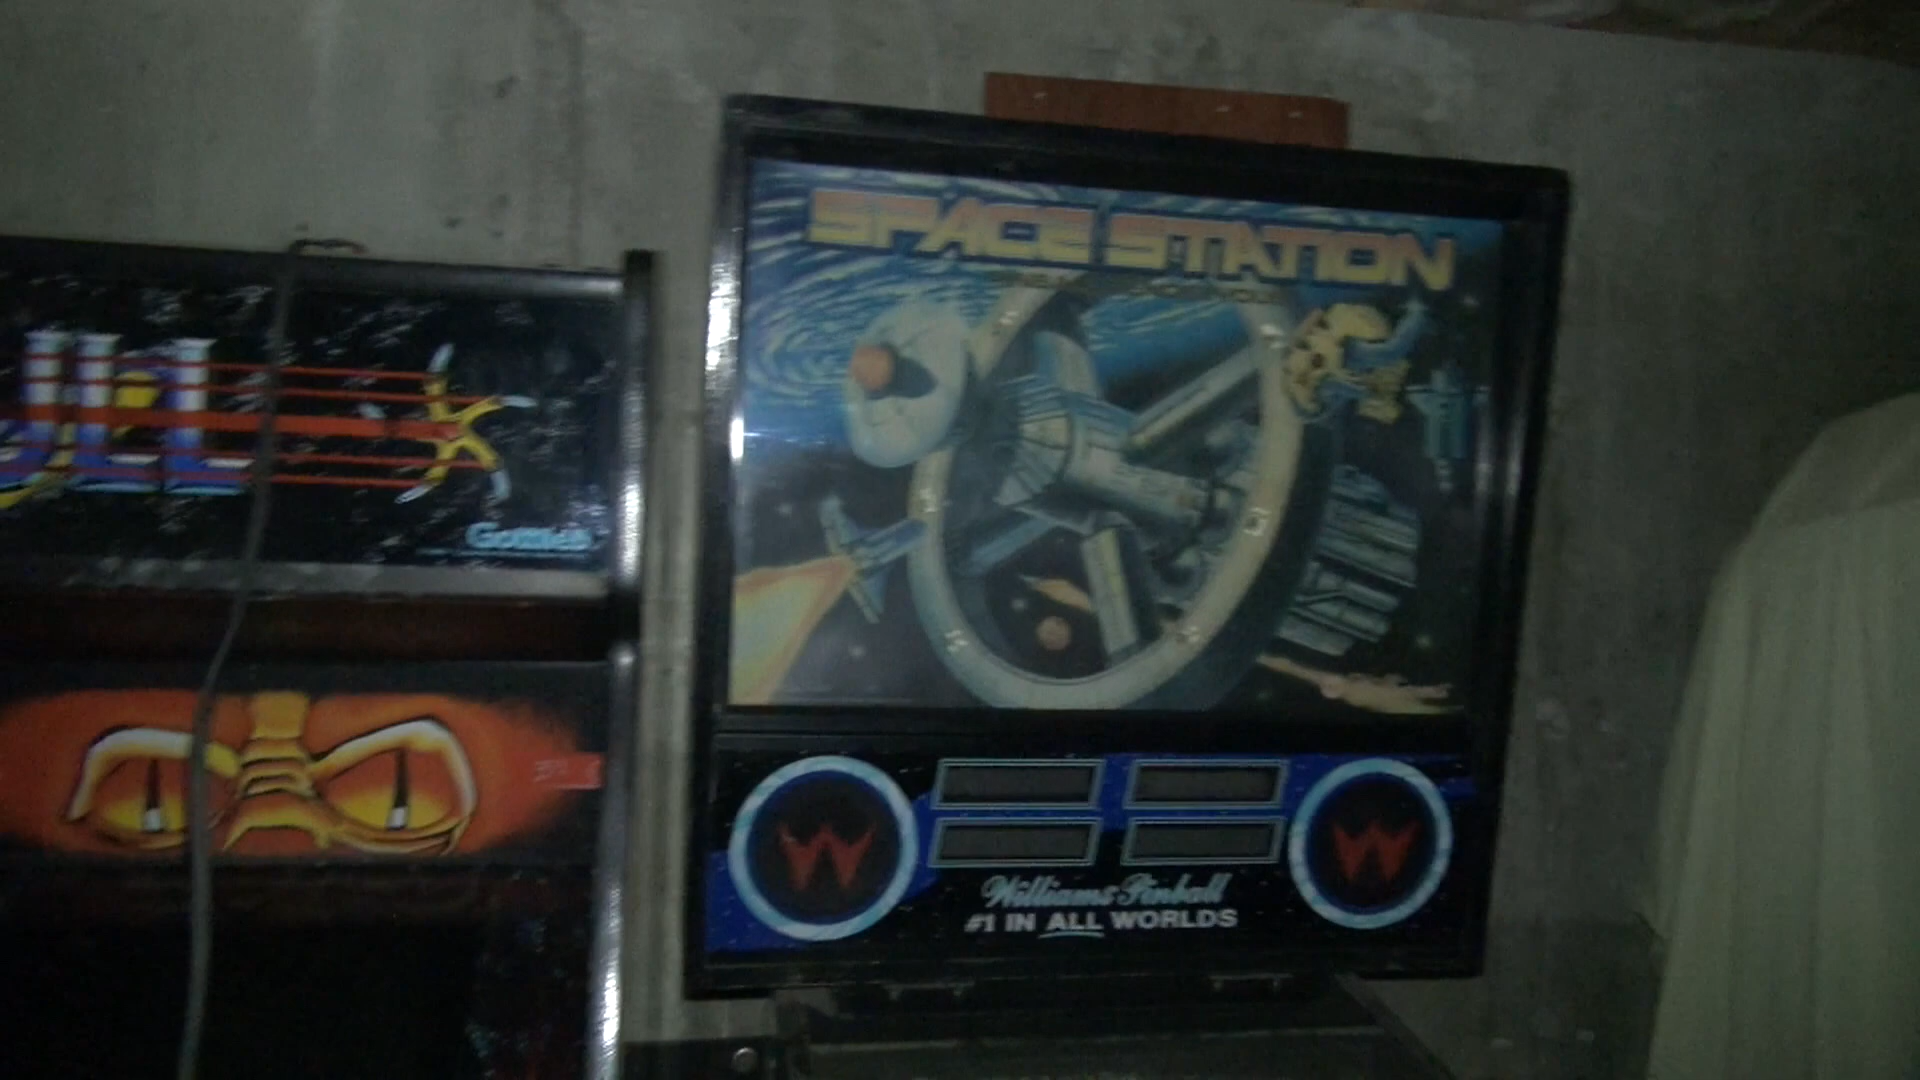 SPACE STATION
Gottlieb
W
W
Williams Pinball
#1 IN ALL WORLDS